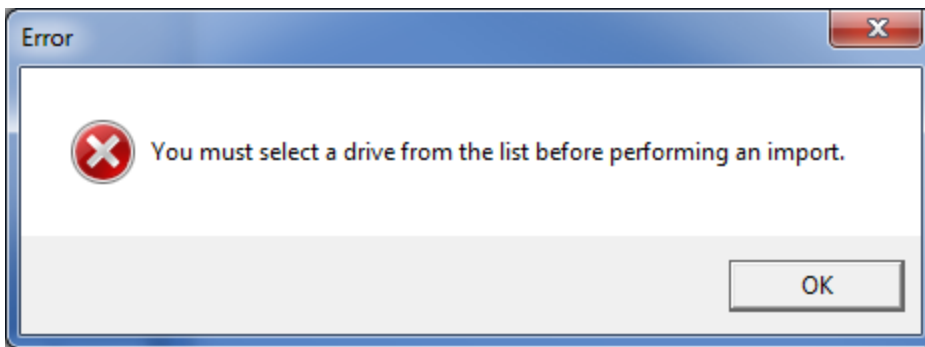 Error
You must select a drive from the list before performing an import.
OK